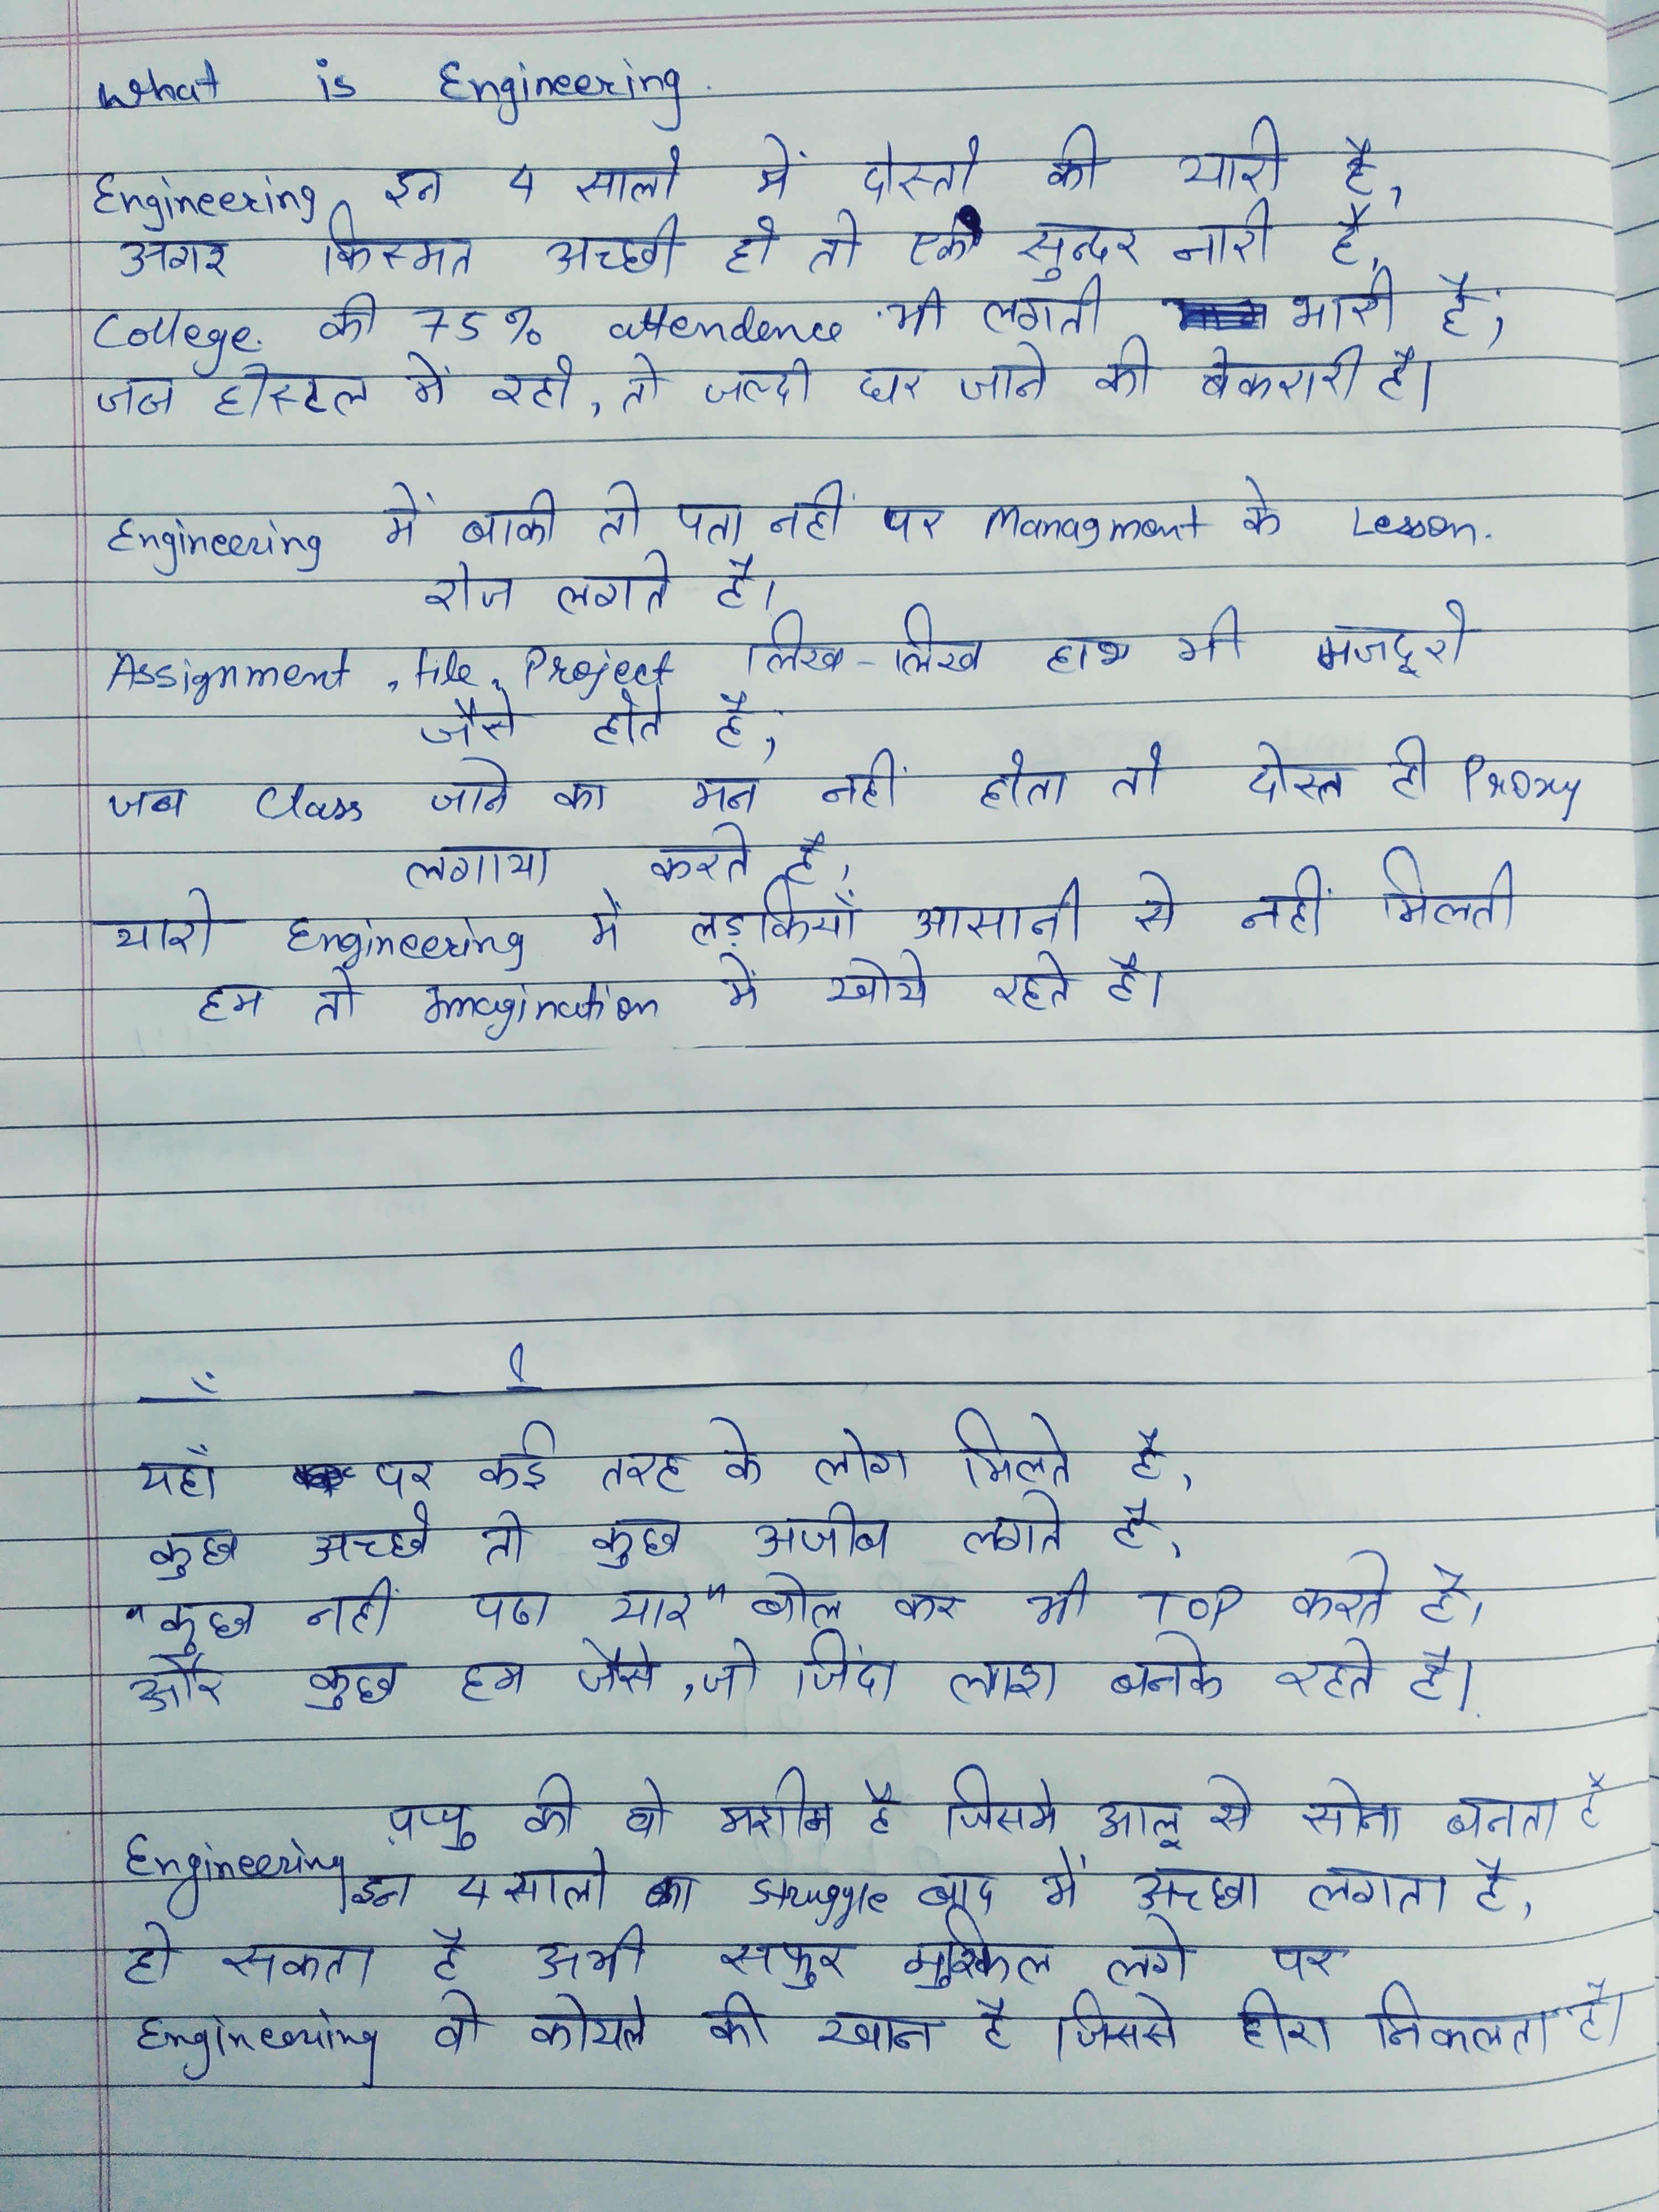 What is Engineering.
Engineering इन 4 सालो में दोस्तो की यारी है,
अगर किस्मत अच्छी हो तो एक सुन्दर नारी है,
College. की 75% attendence भी लगती भारी है,
जब होस्टल में रहो, तो जल्दी घर जाने की बेकरारी है।
Engineering में बाकी तो पता नहीं पर Managment के Lesson.
रोज लगते है।
Assignment, File, Project लिख-लिख हाथ भी मजदूरो
जैसे होते है,
जब Class जाने का मन नहीं होता तो दोस्त ही Proxy
लगाया करते है,
यारो Engineering में लड़कियाँ आसानी से नहीं मिलती
हम तो Imagination में खोये रहते है।
यहाँ पर कई तरह के लोग मिलते है,
कुछ अच्छे तो कुछ अजीब लगते है,
"कुछ नहीं पढा यार" बोल कर भी TOP करते है,
और कुछ हम जैसे, जो जिंदा लाश बनके रहते है।
पप्पु की वो मशीन है जिसमे आलू से सोना बनता है
Engineering
इन 4 सालो का Struggle बाद में अच्छा लगता है,
हो सकता है अभी सफुर मुश्किल लगे पर
Engineering वो कोयले की खान है जिससे हीरा निकलता है।